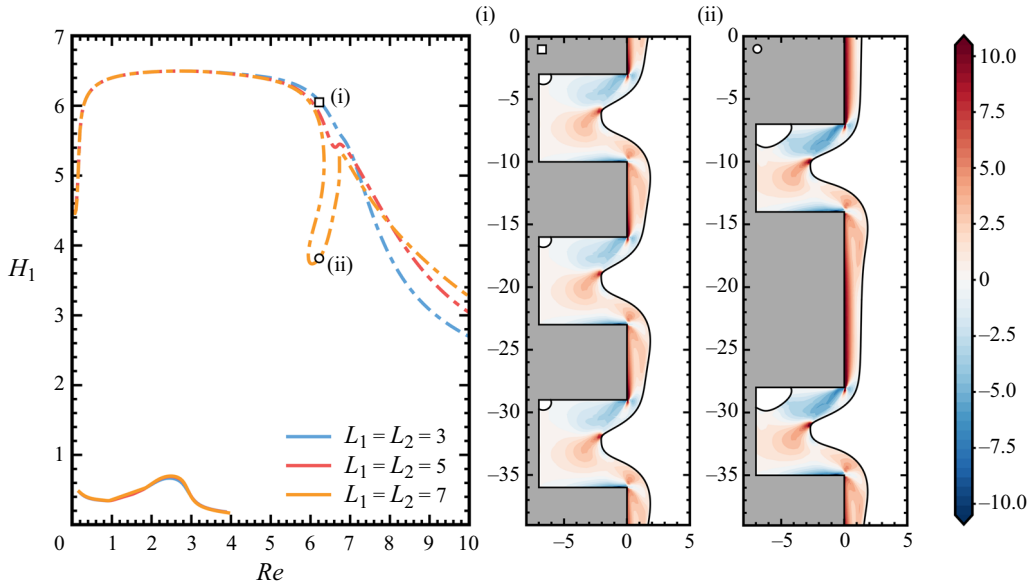 (i)
(ii)
7
6
5
4
3
2
1
H₁
0 1 2 3 4 5 6 7 8 9 10
Re
(i)
(ii)
L₁ = L₂ = 3
L₁ = L₂ = 5
L₁ = L₂ = 7
0
−5
−10
−15
−20
−25
−30
−35
−5 0 5
0
−5
−10
−15
−20
−25
−30
−35
−5 0 5
10.0
7.5
5.0
2.5
0
−2.5
−5.0
−7.5
−10.0